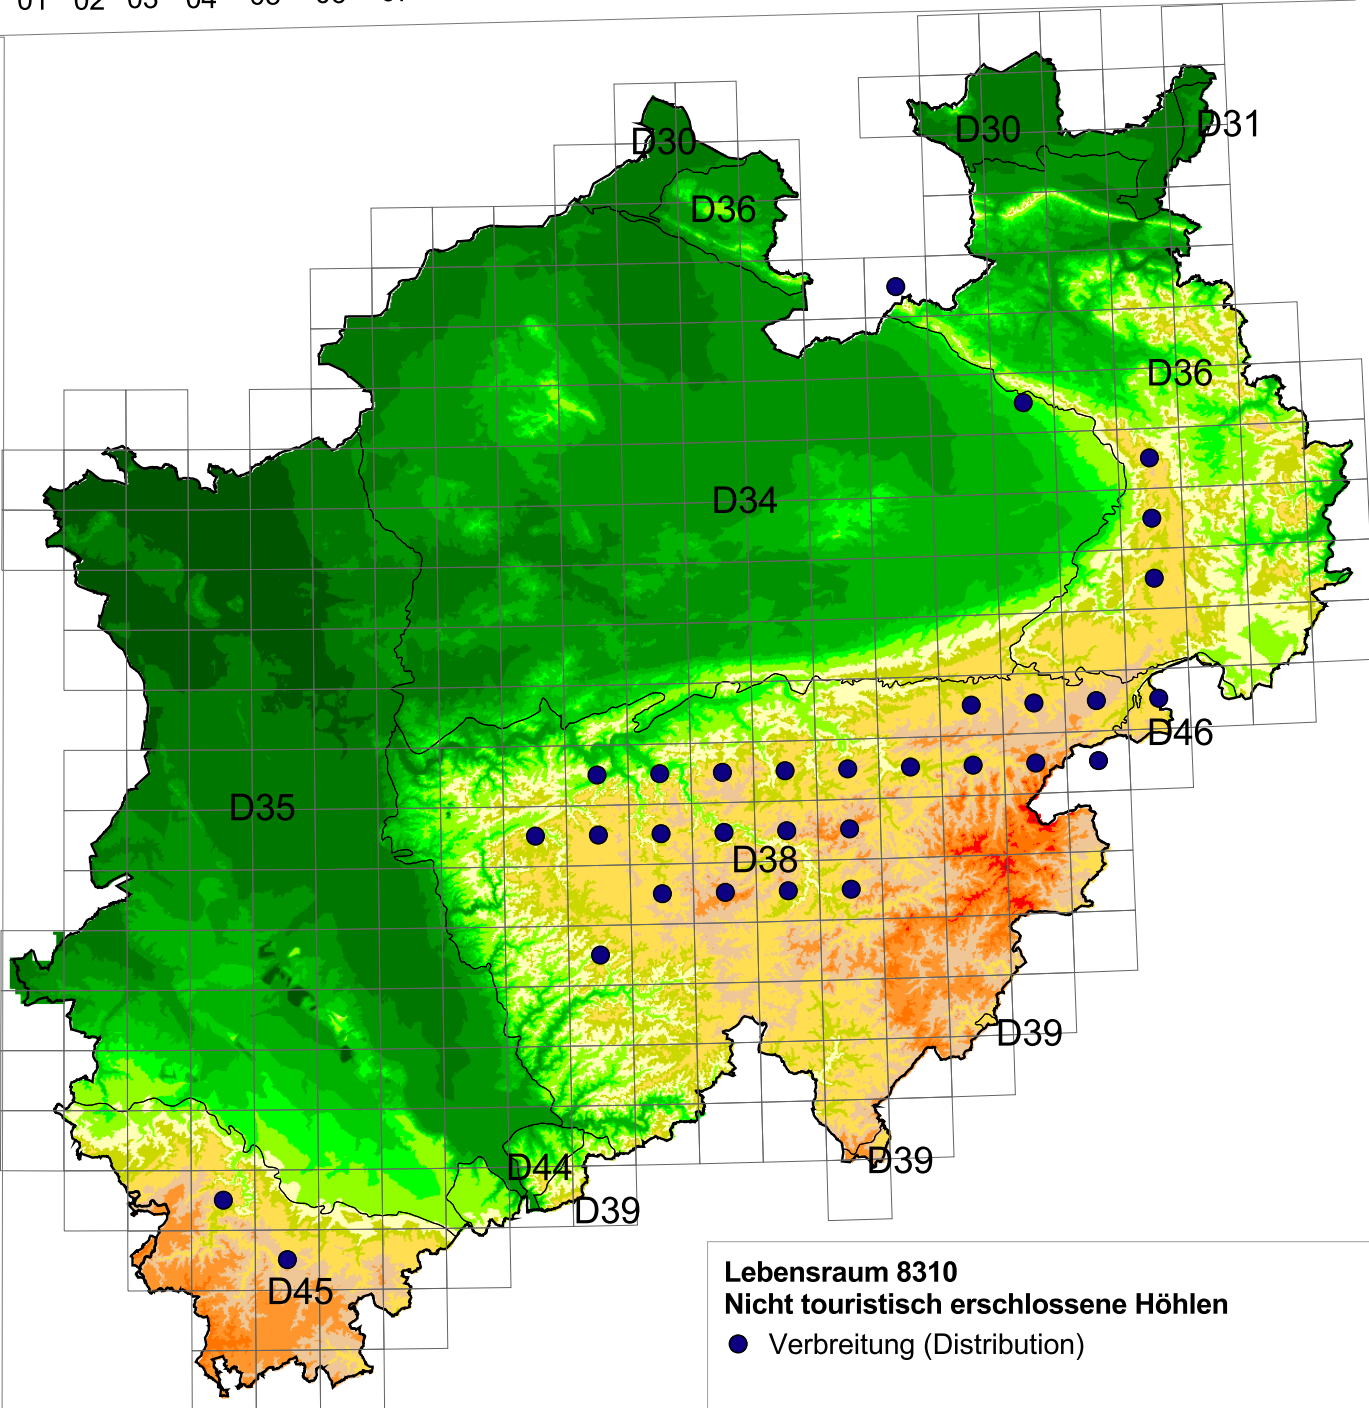 D30
D30
D31
D36
D36
D34
D46
D35
D38
D39
D39
D44
D39
D45
Lebensraum 8310
Nicht touristisch erschlossene Höhlen
Verbreitung (Distribution)